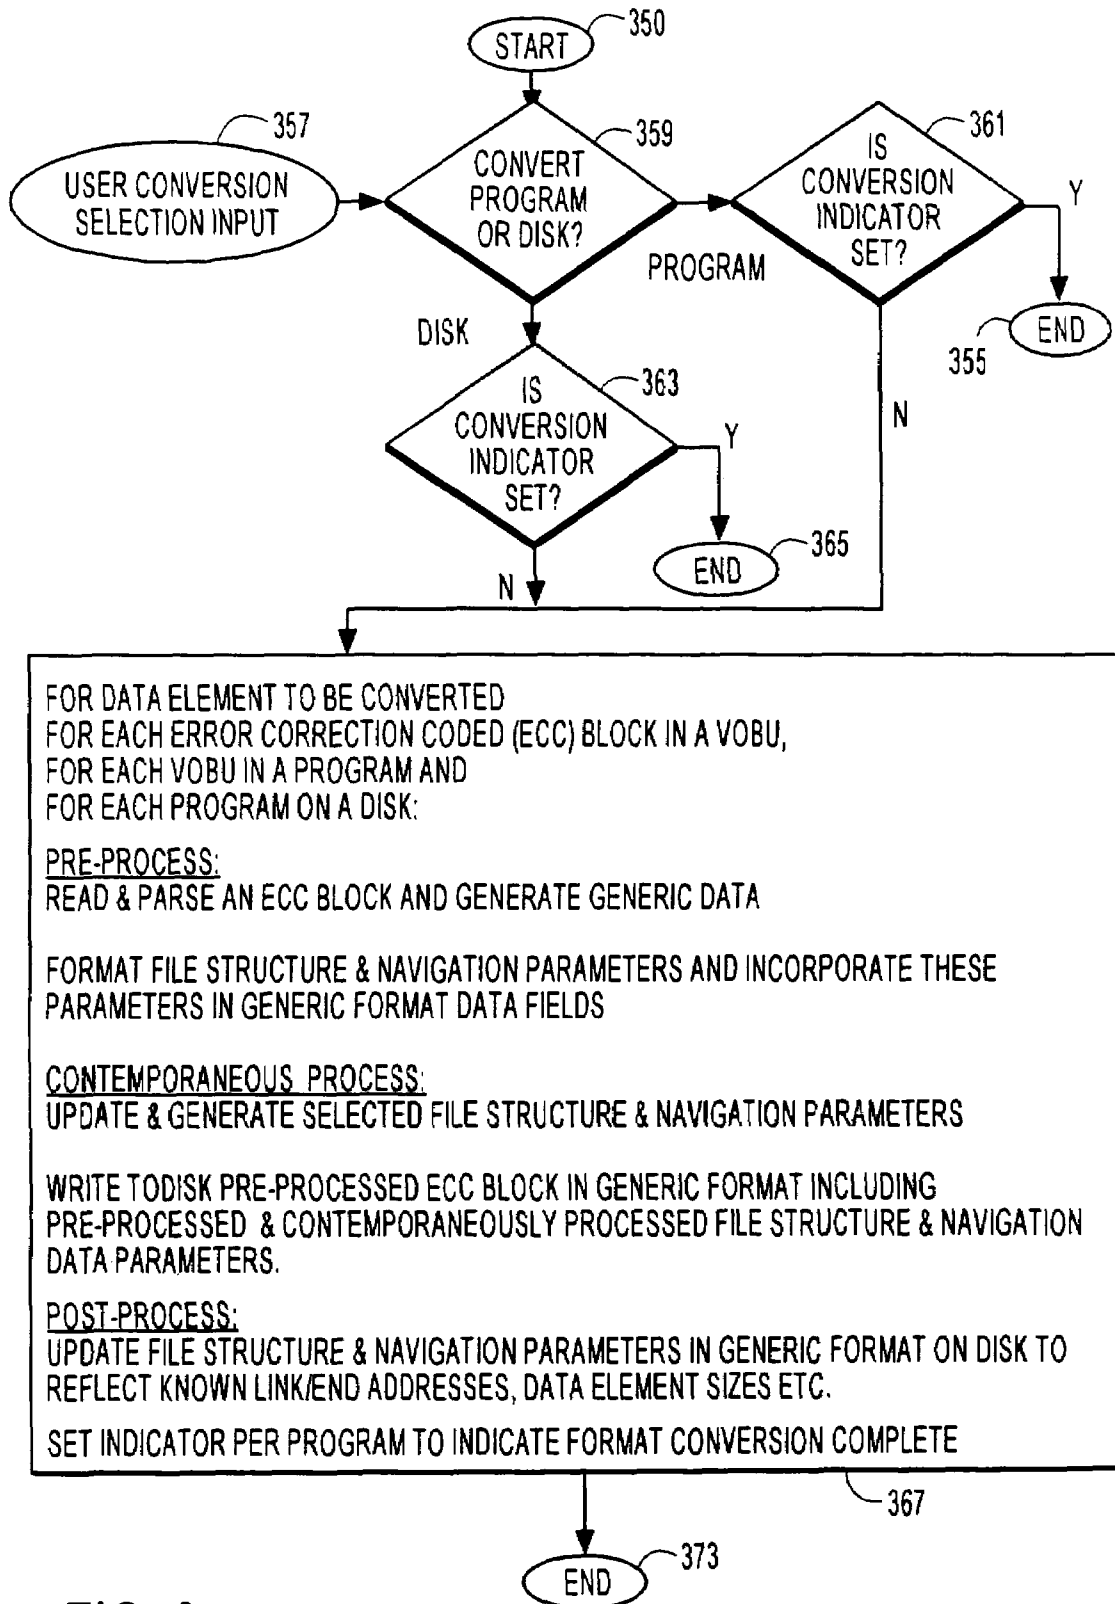 350
START
357
USER CONVERSION
SELECTION INPUT
359
CONVERT
PROGRAM
OR DISK?
361
IS
CONVERSION
INDICATOR
SET?
Y
PROGRAM
END
355
DISK
363
IS
CONVERSION
INDICATOR
SET?
Y
N
END
365
N
FOR DATA ELEMENT TO BE CONVERTED
FOR EACH ERROR CORRECTION CODED (ECC) BLOCK IN A VOBU,
FOR EACH VOBU IN A PROGRAM AND
FOR EACH PROGRAM ON A DISK:
PRE-PROCESS:
READ & PARSE AN ECC BLOCK AND GENERATE GENERIC DATA
FORMAT FILE STRUCTURE & NAVIGATION PARAMETERS AND INCORPORATE THESE
PARAMETERS IN GENERIC FORMAT DATA FIELDS
CONTEMPORANEOUS PROCESS:
UPDATE & GENERATE SELECTED FILE STRUCTURE & NAVIGATION PARAMETERS
WRITE TODISK PRE-PROCESSED ECC BLOCK IN GENERIC FORMAT INCLUDING
PRE-PROCESSED & CONTEMPORANEOUSLY PROCESSED FILE STRUCTURE & NAVIGATION
DATA PARAMETERS.
POST-PROCESS:
UPDATE FILE STRUCTURE & NAVIGATION PARAMETERS IN GENERIC FORMAT ON DISK TO
REFLECT KNOWN LINK/END ADDRESSES, DATA ELEMENT SIZES ETC.
SET INDICATOR PER PROGRAM TO INDICATE FORMAT CONVERSION COMPLETE
367
373
END